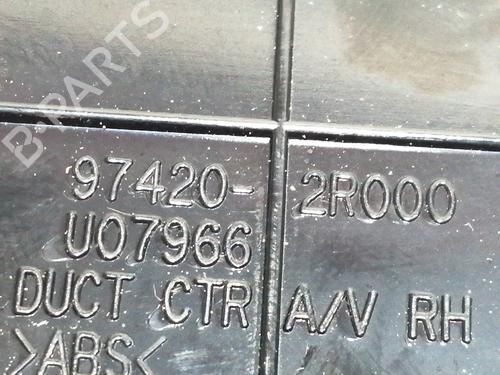 B-PARTS
97420-2R000
U07966
DUCT CTR A/V RH
>ABS<